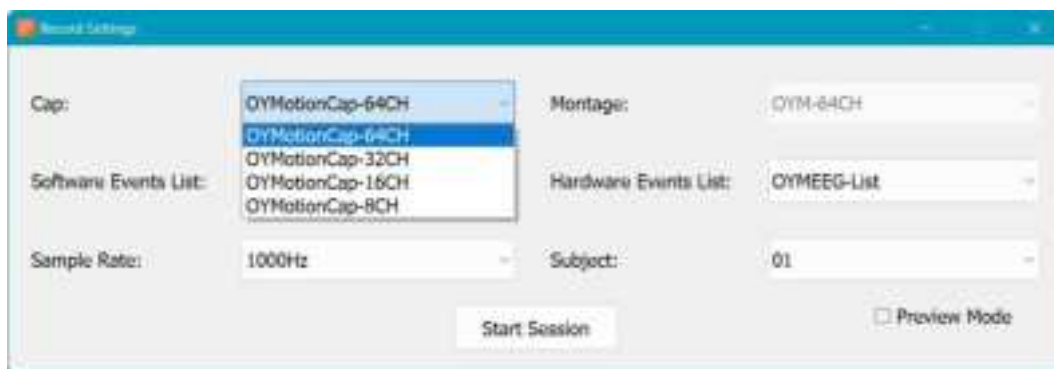 Record Settings
Cap: OYMotionCap-64CH Montage: OYM-64CH
OYMotionCap-64CH
OYMotionCap-32CH
Software Events List: OYMotionCap-16CH Hardware Events List: OYMEEG-List
OYMotionCap-8CH
Sample Rate: 1000Hz Subject: 01
Start Session Preview Mode